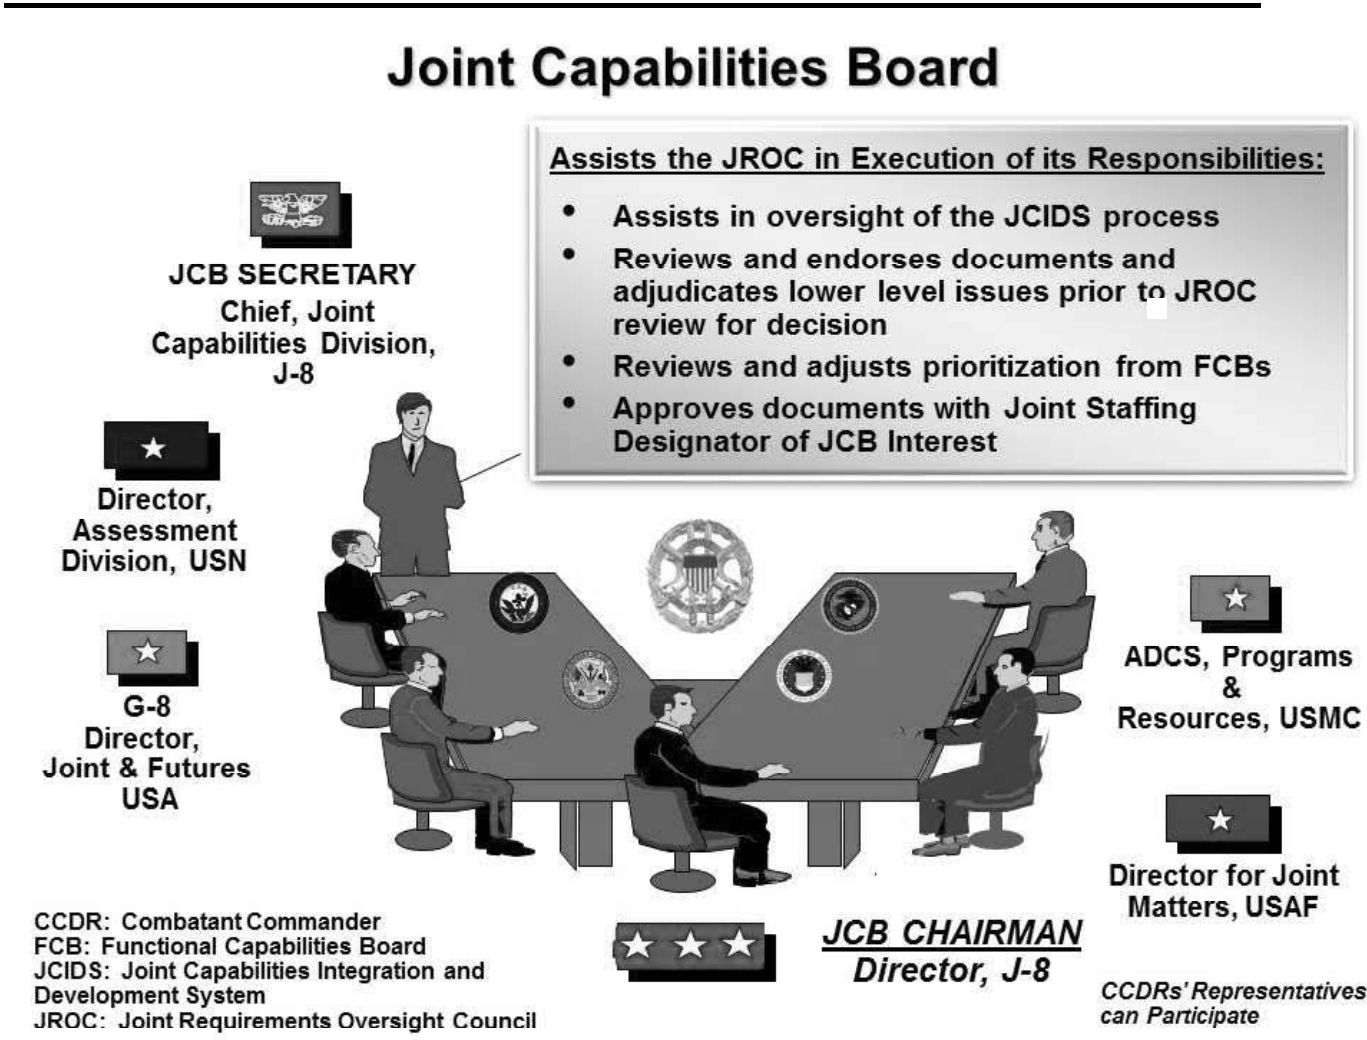 Joint Capabilities Board
Assists the JROC in Execution of its Responsibilities:
• Assists in oversight of the JCIDS process
• Reviews and endorses documents and
adjudicates lower level issues prior to JROC
review for decision
• Reviews and adjusts prioritization from FCBs
• Approves documents with Joint Staffing
Designator of JCB Interest
JCB SECRETARY
Chief, Joint
Capabilities Division,
J-8
Director,
Assessment
Division, USN
G-8
Director,
Joint & Futures
USA
ADCS, Programs
&
Resources, USMC
Director for Joint
Matters, USAF
JCB CHAIRMAN
Director, J-8
CCDRs' Representatives
can Participate
CCDR: Combatant Commander
FCB: Functional Capabilities Board
JCIDS: Joint Capabilities Integration and
Development System
JROC: Joint Requirements Oversight Council